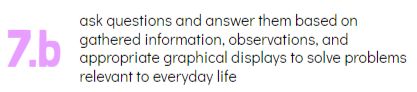 7.b
ask questions and answer them based on
gathered information, observations, and
appropriate graphical displays to solve problems
relevant to everyday life